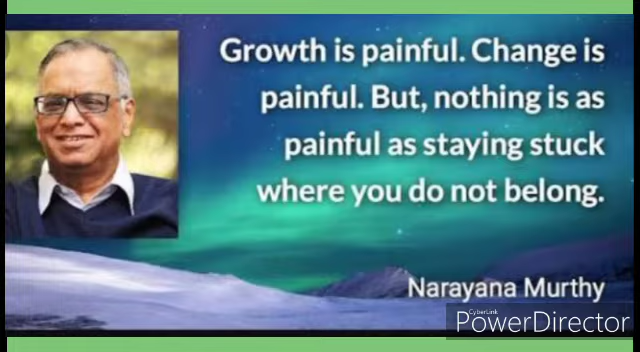 Growth is painful. Change is
painful. But, nothing is as
painful as staying stuck
where you do not belong.
Narayana Murthy
CyberLink
PowerDirector